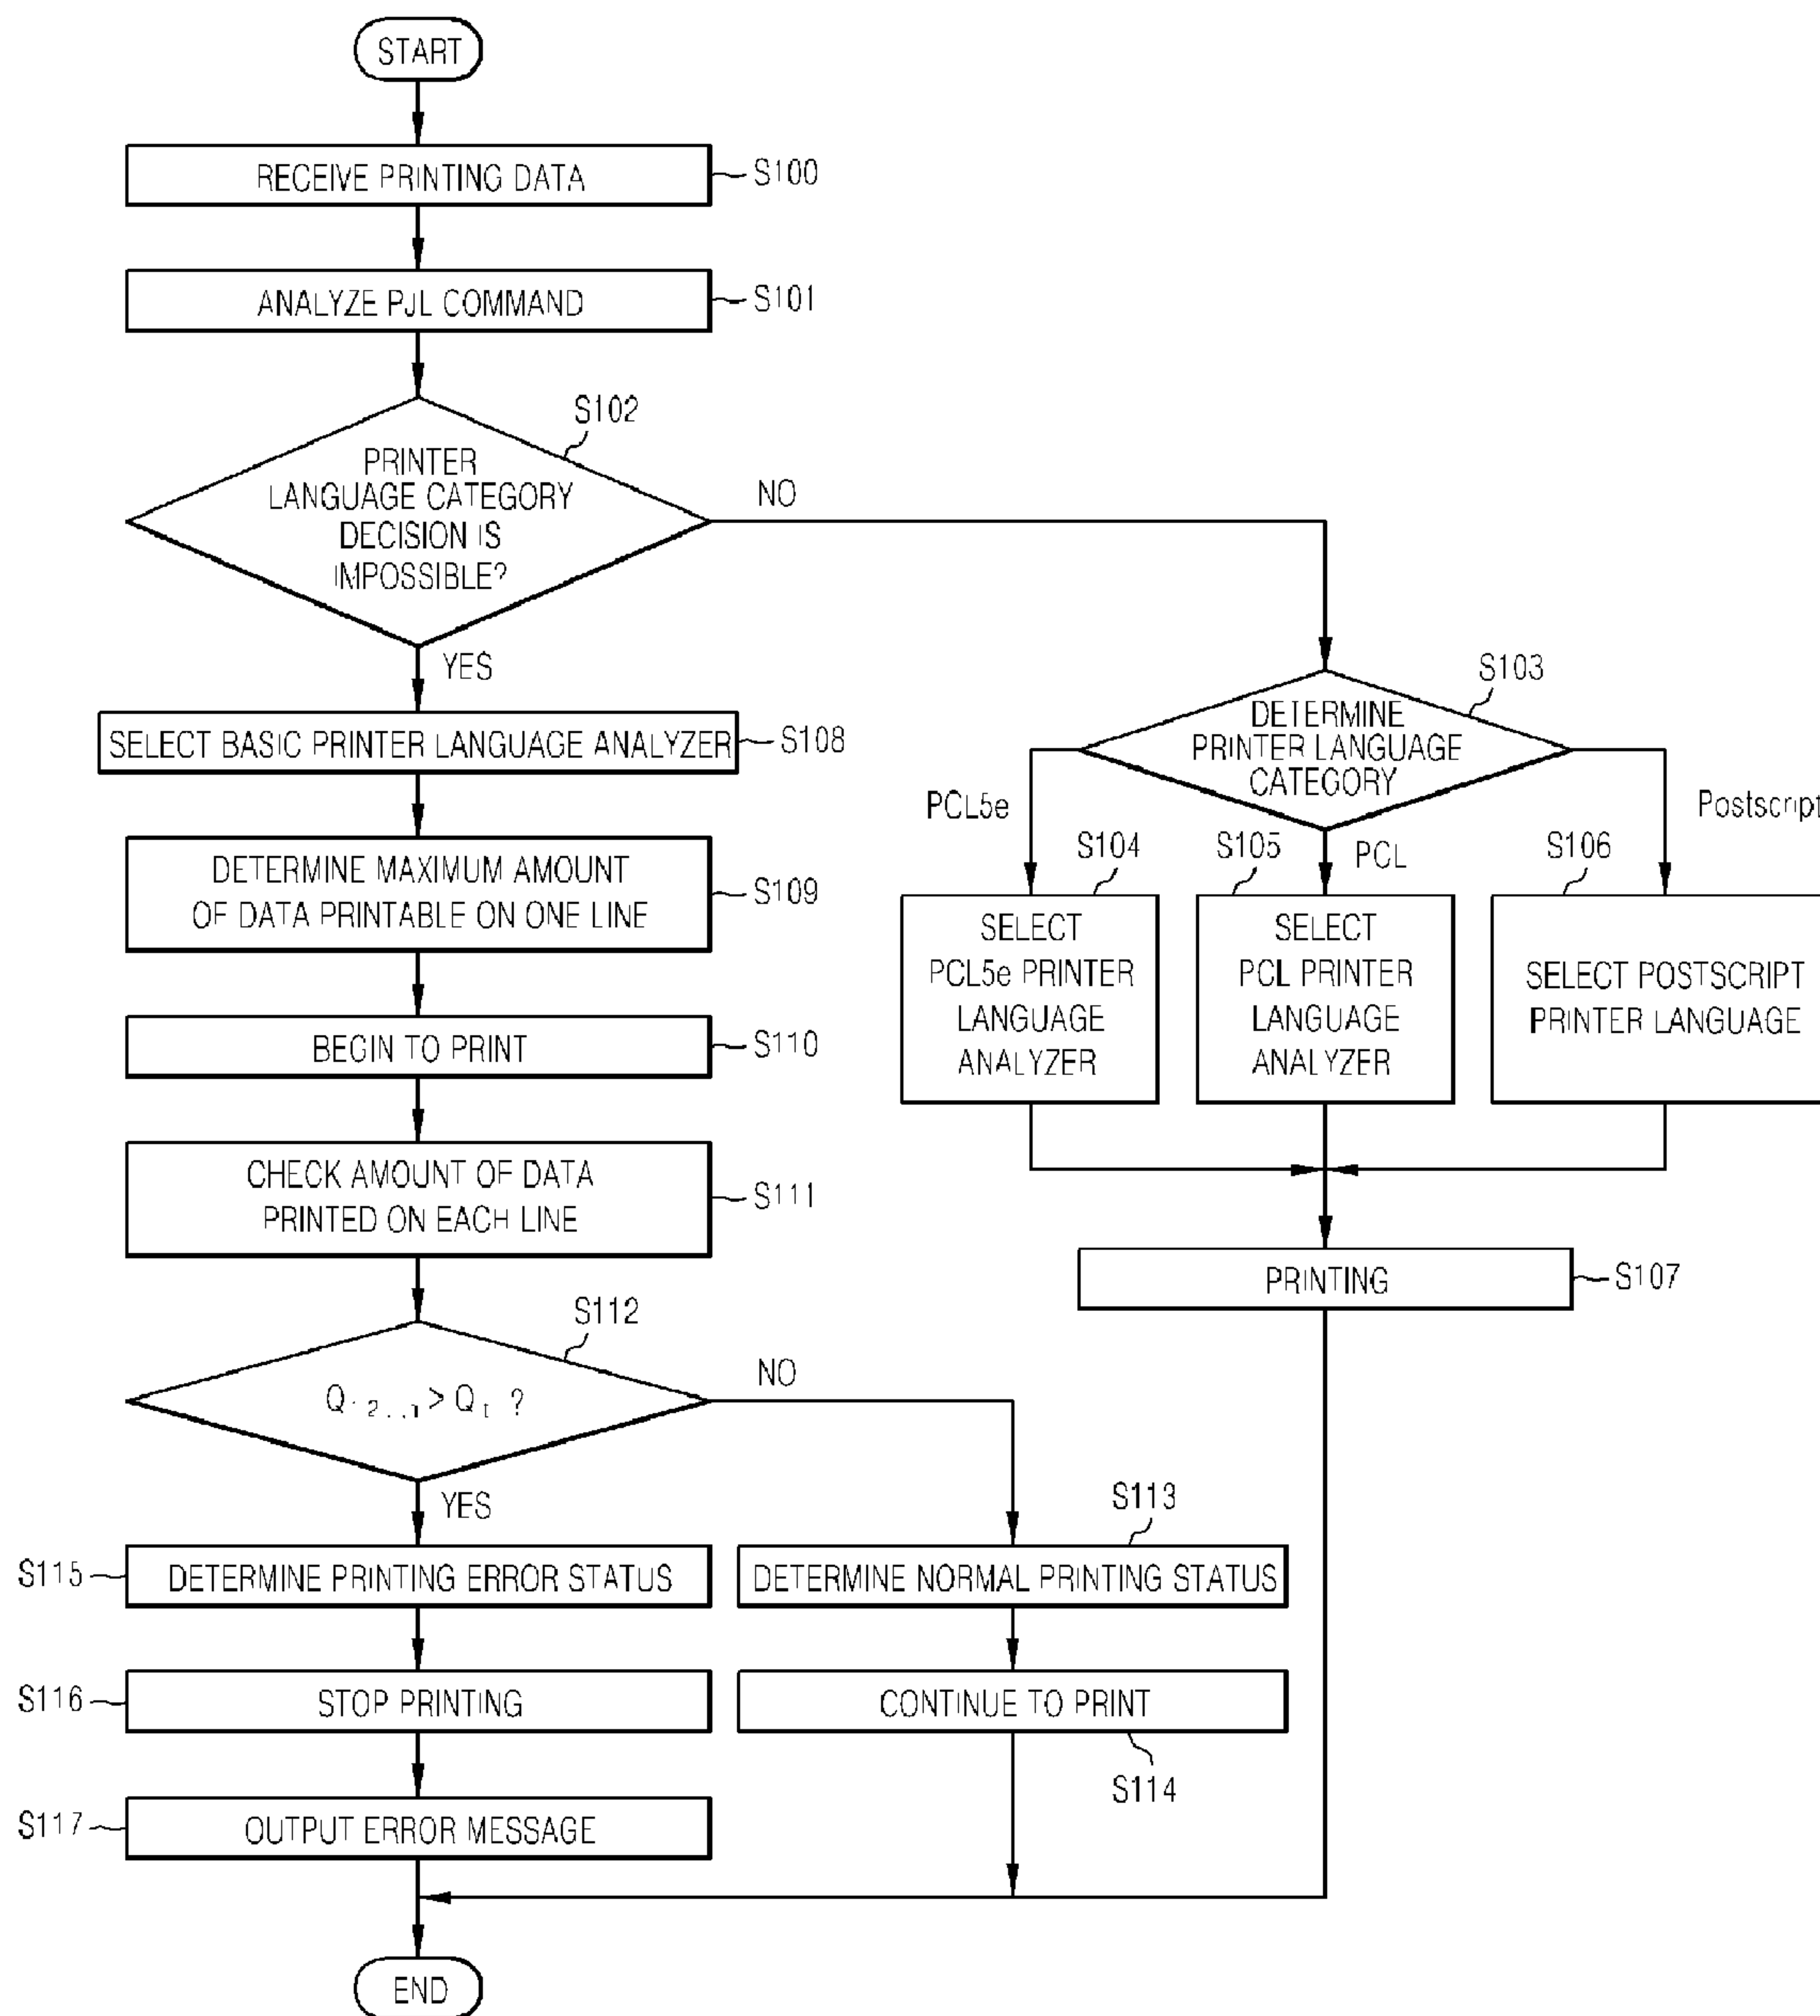 START
RECEIVE PRINTING DATA
S100
ANALYZE PJL COMMAND
S101
S102
PRINTER
LANGUAGE CATEGORY
DECISION IS
IMPOSSIBLE?
NO
YES
S103
DETERMINE
PRINTER LANGUAGE
CATEGORY
SELECT BASIC PRINTER LANGUAGE ANALYZER
S108
PCL5e
PCL
Postscript
S104
S105
S106
DETERMINE MAXIMUM AMOUNT
OF DATA PRINTABLE ON ONE LINE
S109
SELECT
PCL5e PRINTER
LANGUAGE
ANALYZER
SELECT
PCL PRINTER
LANGUAGE
ANALYZER
SELECT POSTSCRIPT
PRINTER LANGUAGE
BEGIN TO PRINT
S110
CHECK AMOUNT OF DATA
PRINTED ON EACH LINE
S111
PRINTING
S107
S112
> Q ?
NO
YES
S113
S115
DETERMINE PRINTING ERROR STATUS
DETERMINE NORMAL PRINTING STATUS
S116
STOP PRINTING
CONTINUE TO PRINT
S114
S117
OUTPUT ERROR MESSAGE
END